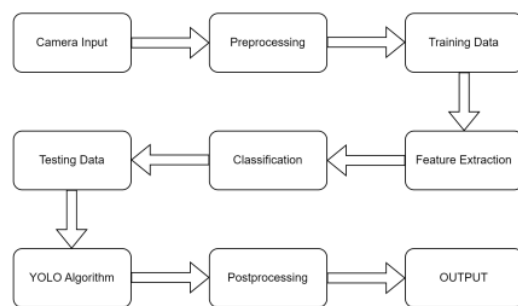 Camera Input
Preprocessing
Training Data
Feature Extraction
Classification
Testing Data
YOLO Algorithm
Postprocessing
OUTPUT